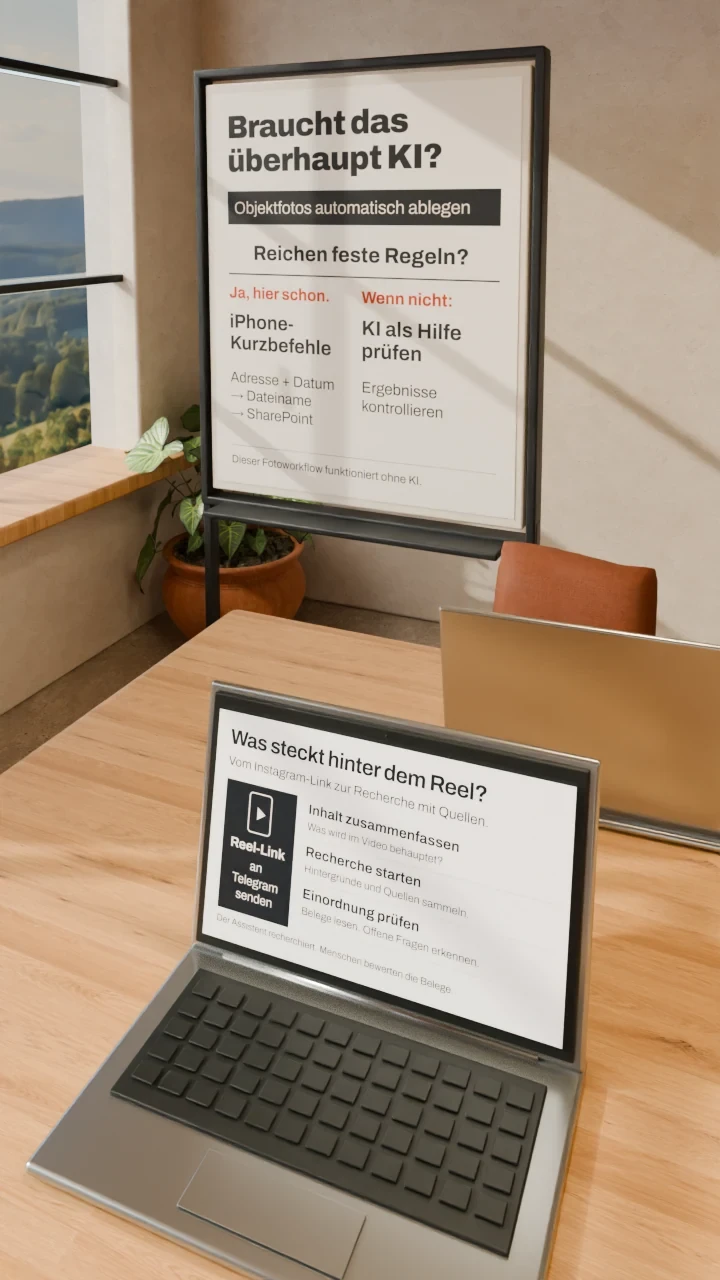 Braucht das
überhaupt KI?
Objektfotos automatisch ablegen
Reichen feste Regeln?
Ja, hier schon.
iPhone-
Kurzbefehle
Adresse + Datum
→ Dateiname
→ SharePoint
Wenn nicht:
KI als Hilfe
prüfen
Ergebnisse
kontrollieren
Dieser Fotoworkflow funktioniert ohne KI.
Was steckt hinter dem Reel?
Vom Instagram-Link zur Recherche mit Quellen.
Reel-Link
an
Telegram
senden
Inhalt zusammenfassen
Was wird im Video behauptet?
Recherche starten
Hintergründe und Quellen sammeln.
Einordnung prüfen
Belege lesen. Offene Fragen erkennen.
Der Assistent recherchiert. Menschen bewerten die Belege.